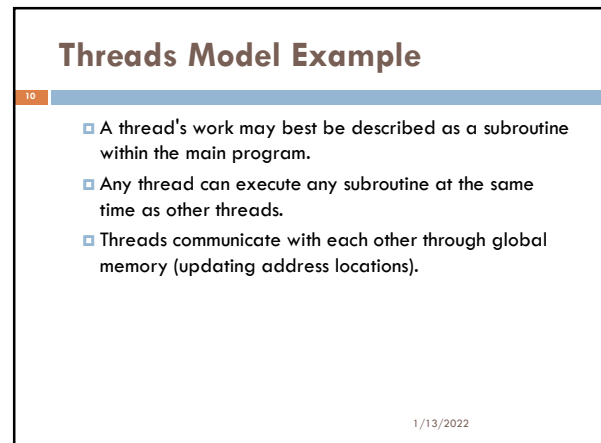 Threads Model Example
10
A thread's work may best be described as a subroutine
within the main program.
Any thread can execute any subroutine at the same
time as other threads.
Threads communicate with each other through global
memory (updating address locations).
1/13/2022